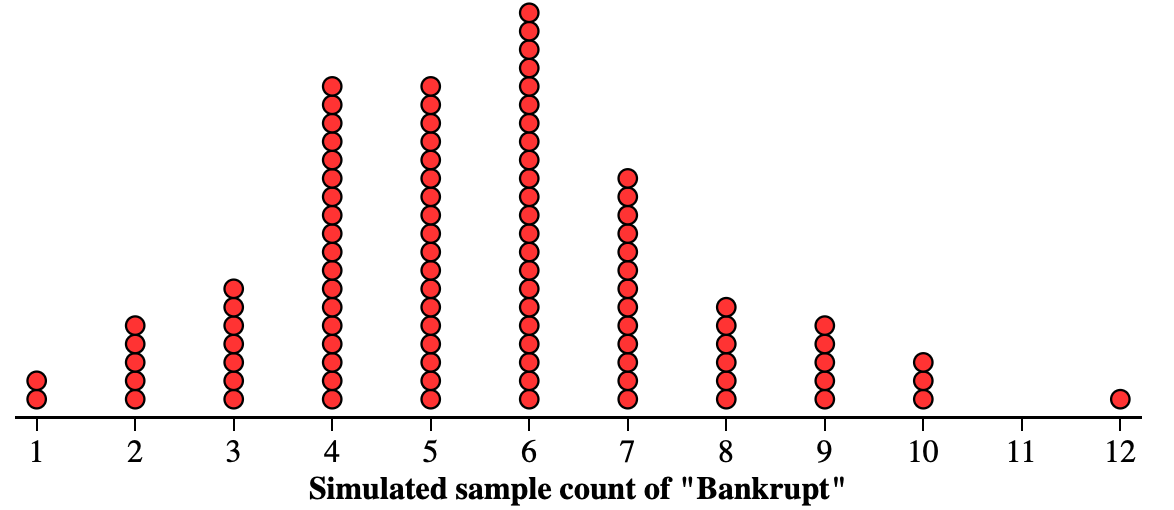 1 2 3 4 5 6 7 8 9 10 11 12
Simulated sample count of "Bankrupt"